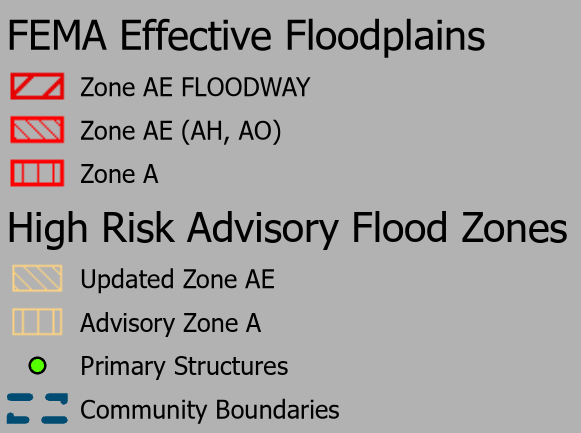 FEMA Effective Floodplains
Zone AE FLOODWAY
Zone AE (AH, AO)
Zone A
High Risk Advisory Flood Zones
Updated Zone AE
Advisory Zone A
Primary Structures
Community Boundaries